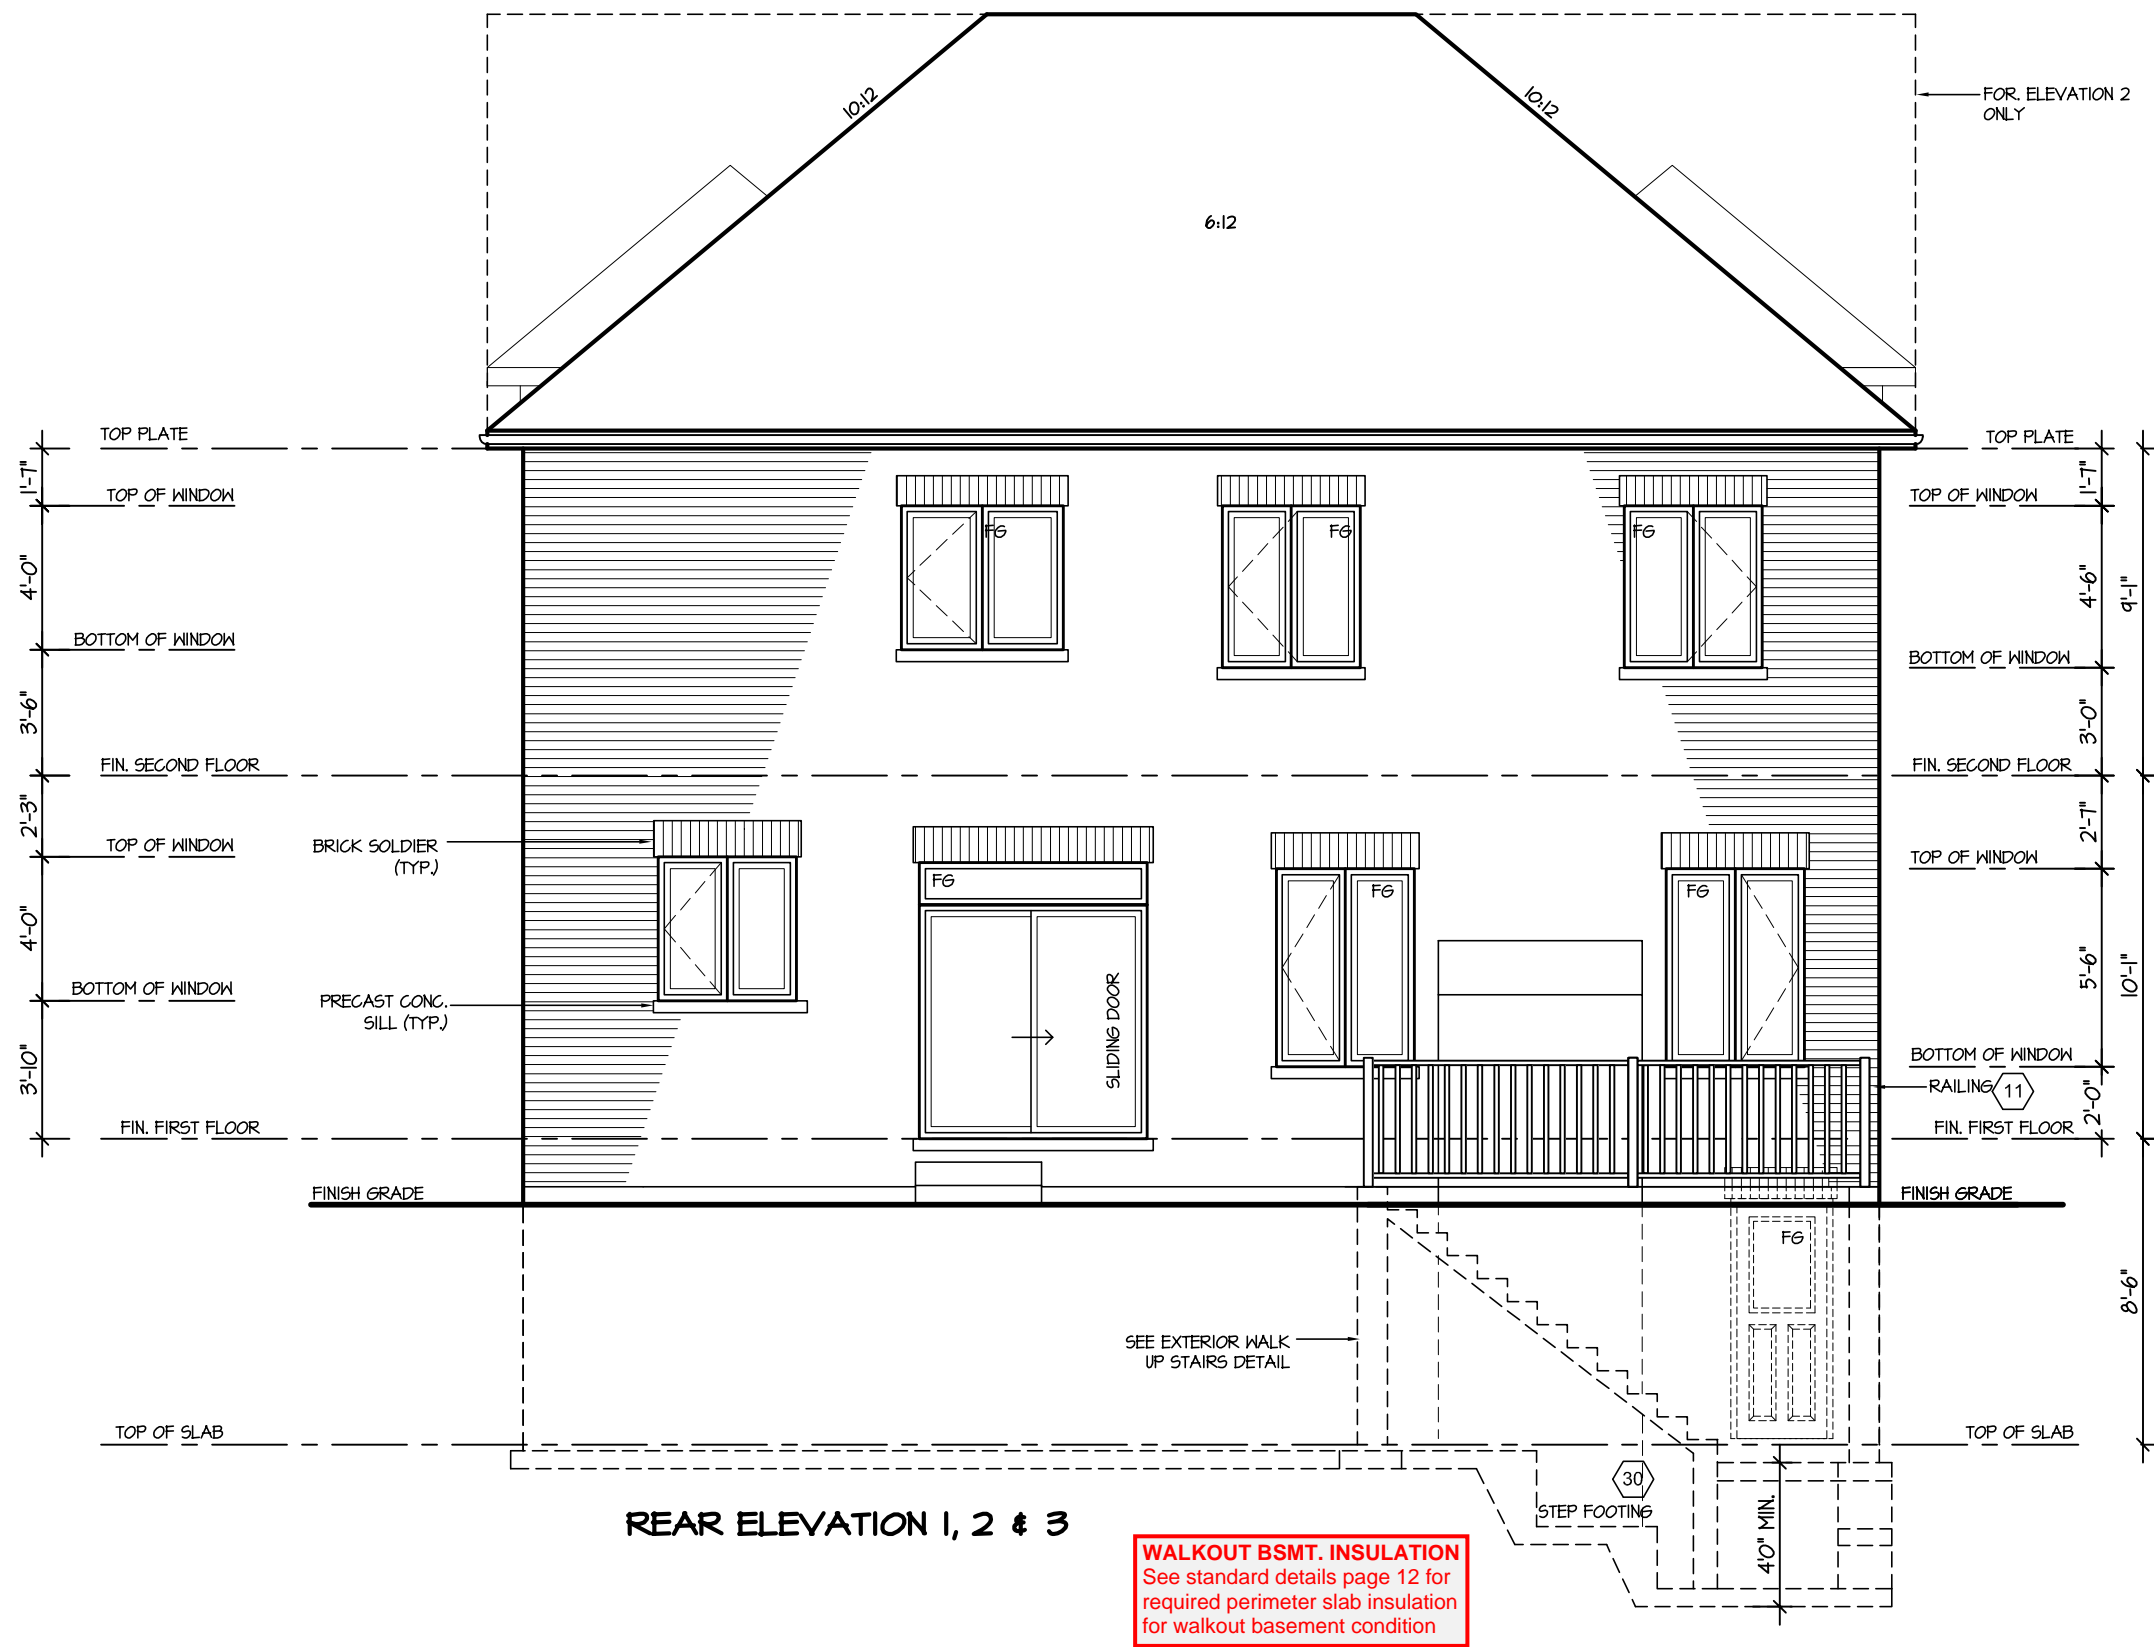 10:12
10:12
FOR. ELEVATION 2
ONLY
6:12
TOP PLATE
TOP PLATE
1'-7"
TOP OF WINDOW
1'-7"
TOP OF WINDOW
FG
FG
FG
4'-0"
4'-6"
9'-1"
BOTTOM OF WINDOW
BOTTOM OF WINDOW
3'-6"
3'-0"
FIN. SECOND FLOOR
FIN. SECOND FLOOR
2'-3"
2'-7"
TOP OF WINDOW
BRICK SOLDIER
(TYP.)
TOP OF WINDOW
FG
FG
FG
4'-0"
5'-6"
10'-1"
BOTTOM OF WINDOW
PRECAST CONC.
SILL (TYP.)
SLIDING DOOR
BOTTOM OF WINDOW
3'-10"
RAILING 11
2'-0"
FIN. FIRST FLOOR
FIN. FIRST FLOOR
FINISH GRADE
FINISH GRADE
FG
8'-6"
SEE EXTERIOR WALK
UP STAIRS DETAIL
TOP OF SLAB
TOP OF SLAB
30
STEP FOOTING
4'0" MIN.
REAR ELEVATION 1, 2 & 3
WALKOUT BSMT. INSULATION
See standard details page 12 for
required perimeter slab insulation
for walkout basement condition